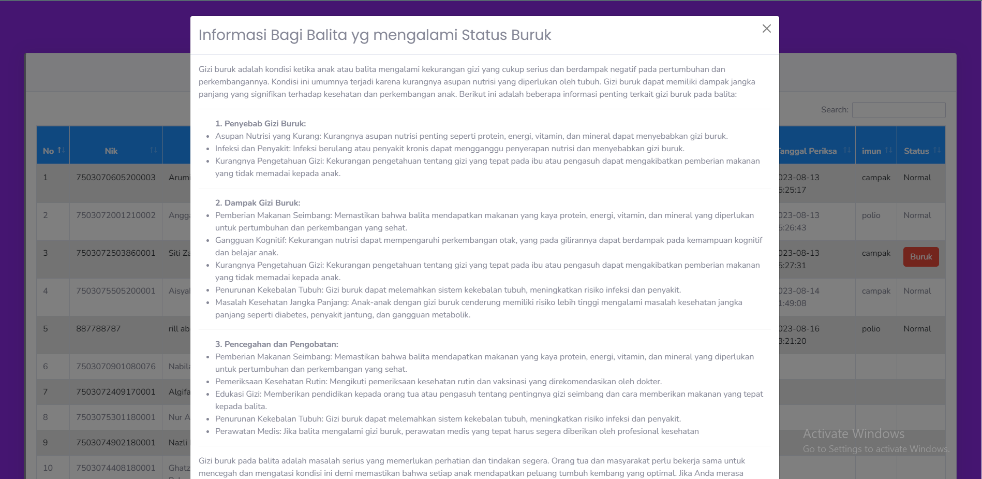 Informasi Bagi Balita yg mengalami Status Buruk
Gizi buruk adalah kondisi ketika anak atau balita mengalami kekurangan gizi yang cukup serius dan berdampak negatif pada pertumbuhan dan
perkembangannya. Kondisi ini umumnya terjadi karena kurangnya asupan nutrisi yang diperlukan oleh tubuh. Gizi buruk dapat memiliki dampak jangka
panjang yang signifikan terhadap kesehatan dan perkembangan anak. Berikut ini adalah beberapa informasi penting terkait gizi buruk pada balita:
1. Penyebab Gizi Buruk:
• Asupan Nutrisi yang Kurang: Kurangnya asupan nutrisi penting seperti protein, energi, vitamin, dan mineral dapat menyebabkan gizi buruk.
• Infeksi dan Penyakit: Infeksi berulang atau penyakit kronis dapat mengganggu penyerapan nutrisi dan menyebabkan gizi buruk.
• Kurangnya Pengetahuan Gizi: Kekurangan pengetahuan tentang gizi yang tepat pada ibu atau pengasuh dapat mengakibatkan pemberian makanan
yang tidak memadai kepada anak.
2. Dampak Gizi Buruk:
• Pemberian Makanan Seimbang: Memastikan bahwa balita mendapatkan makanan yang kaya protein, energi, vitamin, dan mineral yang diperlukan
untuk pertumbuhan dan perkembangan yang sehat.
• Gangguan Kognitif: Kekurangan nutrisi dapat mempengaruhi perkembangan otak, yang pada gilirannya dapat berdampak pada kemampuan kognitif
dan belajar anak.
• Kurangnya Pengetahuan Gizi: Kekurangan pengetahuan tentang gizi yang tepat pada ibu atau pengasuh dapat mengakibatkan pemberian makanan
yang tidak memadai kepada anak.
• Penurunan Kekebalan Tubuh: Gizi buruk dapat melemahkan sistem kekebalan tubuh, meningkatkan risiko infeksi dan penyakit.
• Masalah Kesehatan Jangka Panjang: Anak-anak dengan gizi buruk cenderung memiliki risiko lebih tinggi mengalami masalah kesehatan jangka
panjang seperti diabetes, penyakit jantung, dan gangguan metabolik.
3. Pencegahan dan Pengobatan:
• Pemberian Makanan Seimbang: Memastikan bahwa balita mendapatkan makanan yang kaya protein, energi, vitamin, dan mineral yang diperlukan
untuk pertumbuhan dan perkembangan yang sehat.
• Pemeriksaan Kesehatan Rutin: Mengikuti pemeriksaan kesehatan rutin dan vaksinasi yang direkomendasikan oleh dokter.
• Edukasi Gizi: Memberikan pendidikan kepada orang tua atau pengasuh tentang pentingnya gizi seimbang dan cara memberikan makanan yang tepat
kepada balita.
• Penurunan Kekebalan Tubuh: Gizi buruk dapat melemahkan sistem kekebalan tubuh, meningkatkan risiko infeksi dan penyakit.
• Perawatan Medis: Jika balita mengalami gizi buruk, perawatan medis yang tepat harus segera diberikan oleh profesional kesehatan
Gizi buruk pada balita adalah masalah serius yang memerlukan perhatian dan tindakan segera. Orang tua dan masyarakat perlu bekerja sama untuk
mencegah dan mengatasi kondisi ini demi memastikan bahwa setiap anak mendapatkan peluang tumbuh kembang yang optimal. Jika Anda merasa
Search:
No Nik Tanggal Periksa imun Status
1 7503070605200003 Arum 023-08-13 campak Normal
5:25:17
2 7503072001210002 Angga 023-08-13 polio Normal
5:26:43
3 7503072503860001 Siti Za 023-08-13 campak Buruk
5:27:31
4 7503075505200001 Aisyal 023-08-14 campak Normal
1:49:08
5 887788787 rill ab 023-08-16 polio Normal
3:21:20
6 7503070901080076 Nabila
7 7503072409170001 Algifa
8 7503075301180001 Nur A
9 7503074902180001 Nazil
10 7503074408180001 Ghalz
Activate Windows
Go to Settings to activate Windows.